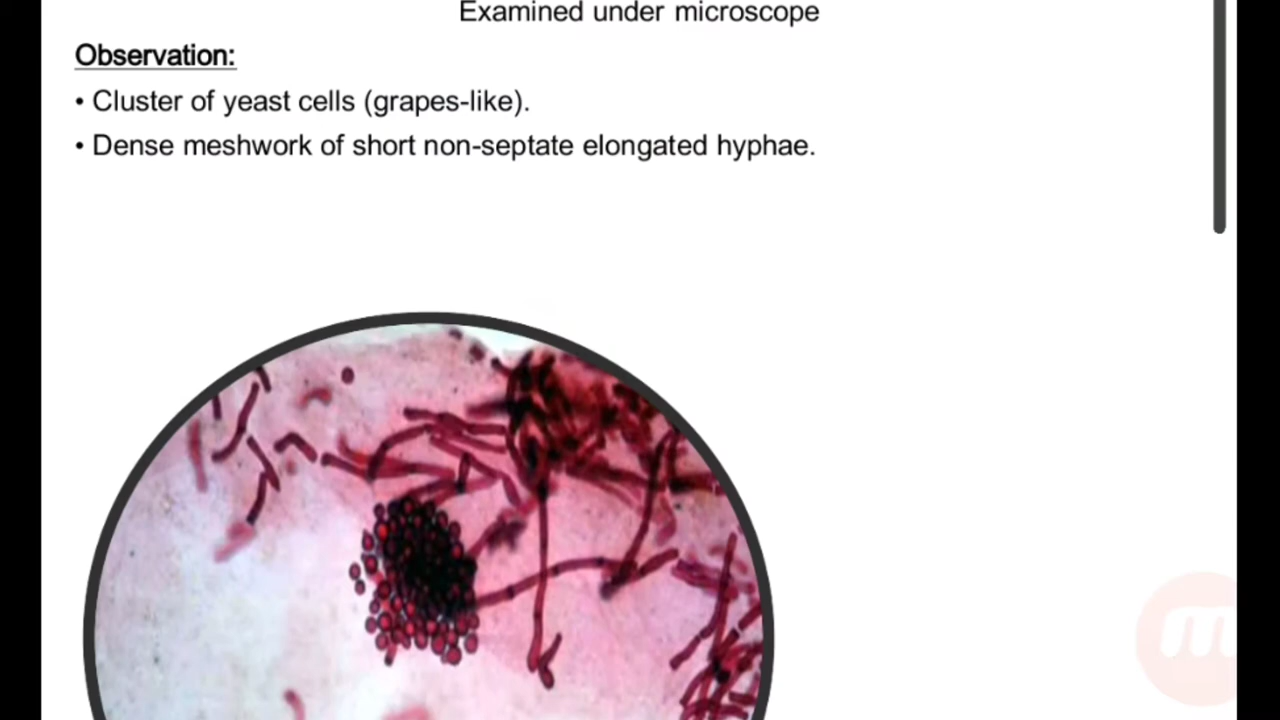 Examined under microscope
Observation:
• Cluster of yeast cells (grapes-like).
• Dense meshwork of short non-septate elongated hyphae.